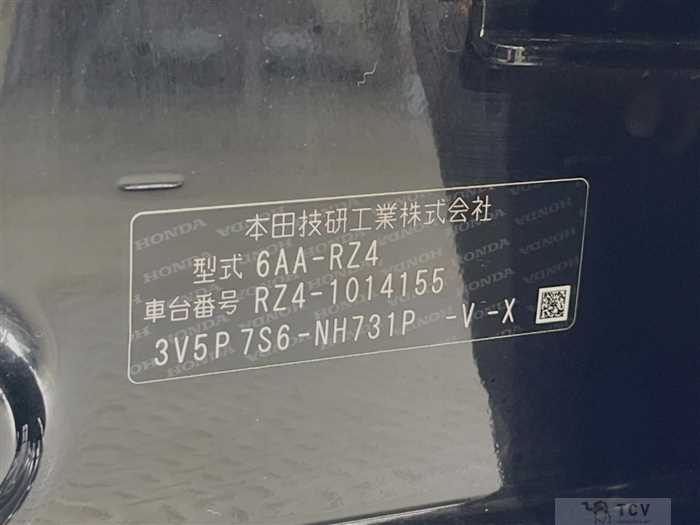 本田技研工業株式会社
型式 6AA-RZ4
車台番号 RZ4-1014155
3V5P 7S6-NH731P -V -X
TCV